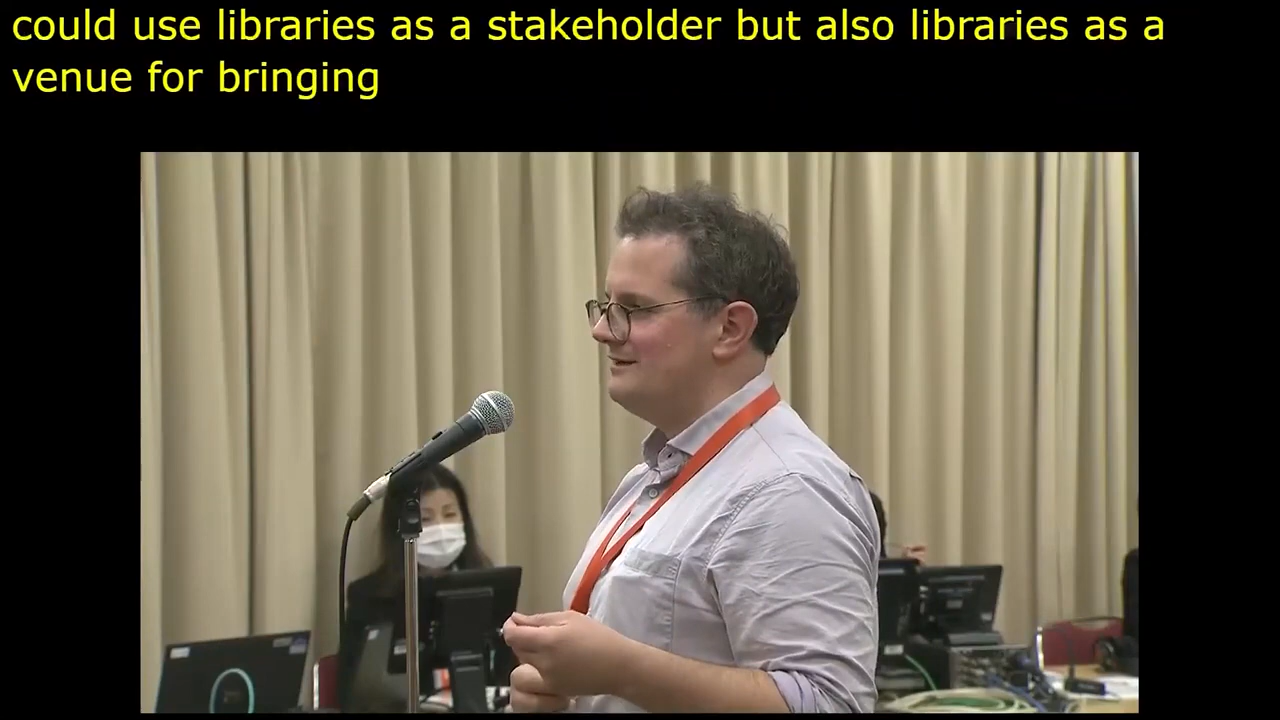 could use libraries as a stakeholder but also libraries as a
venue for bringing